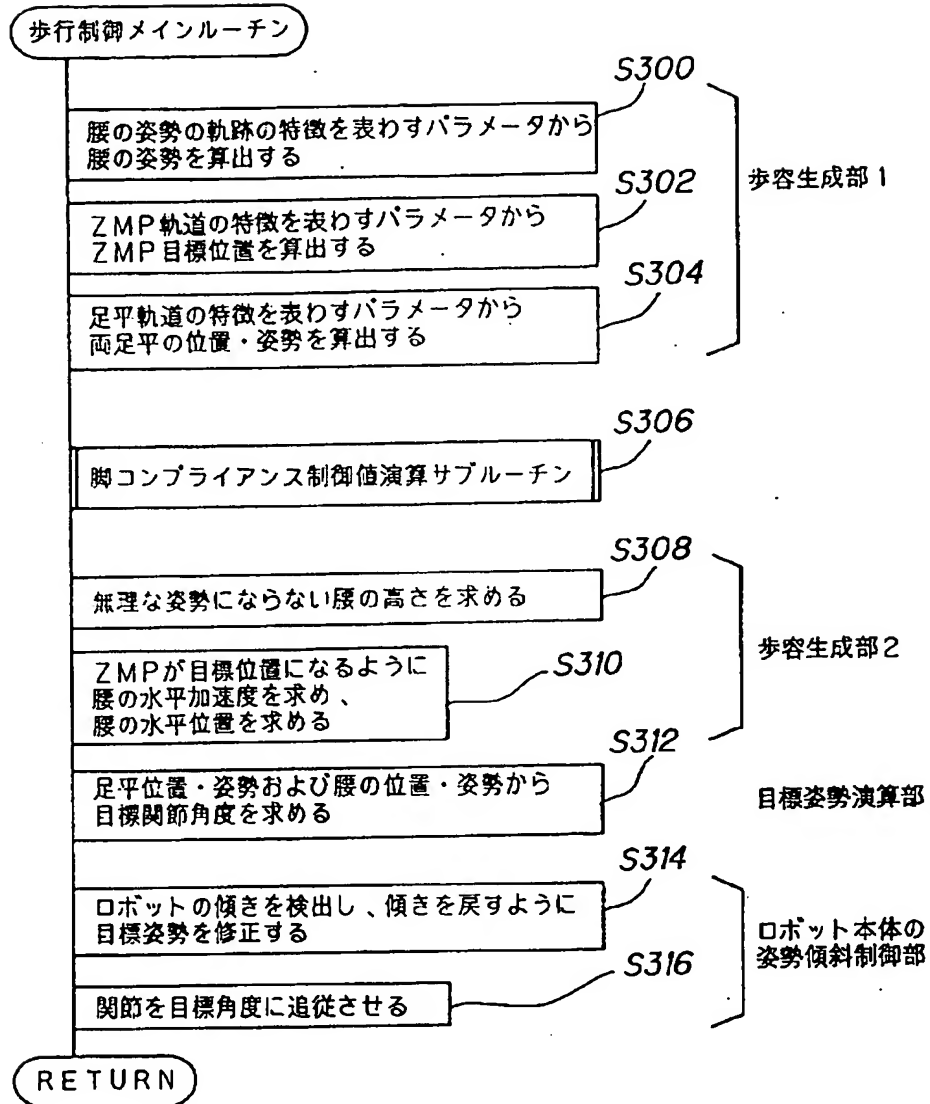 歩行制御メインルーチン
S300
腰の姿勢の軌跡の特徴を表わすパラメータから
腰の姿勢を算出する
歩容生成部1
S302
ZMP軌道の特徴を表わすパラメータから
ZMP目標位置を算出する
S304
足平軌道の特徴を表わすパラメータから
両足平の位置・姿勢を算出する
S306
脚コンプライアンス制御値演算サブルーチン
S308
無理な姿勢にならない腰の高さを求める
歩容生成部2
S310
ZMPが目標位置になるように
腰の水平加速度を求め、
腰の水平位置を求める
S312
足平位置・姿勢および腰の位置・姿勢から
目標関節角度を求める
目標姿勢演算部
S314
ロボットの傾きを検出し、傾きを戻すように
目標姿勢を修正する
ロボット本体の
姿勢傾斜制御部
S316
関節を目標角度に追従させる
RETURN